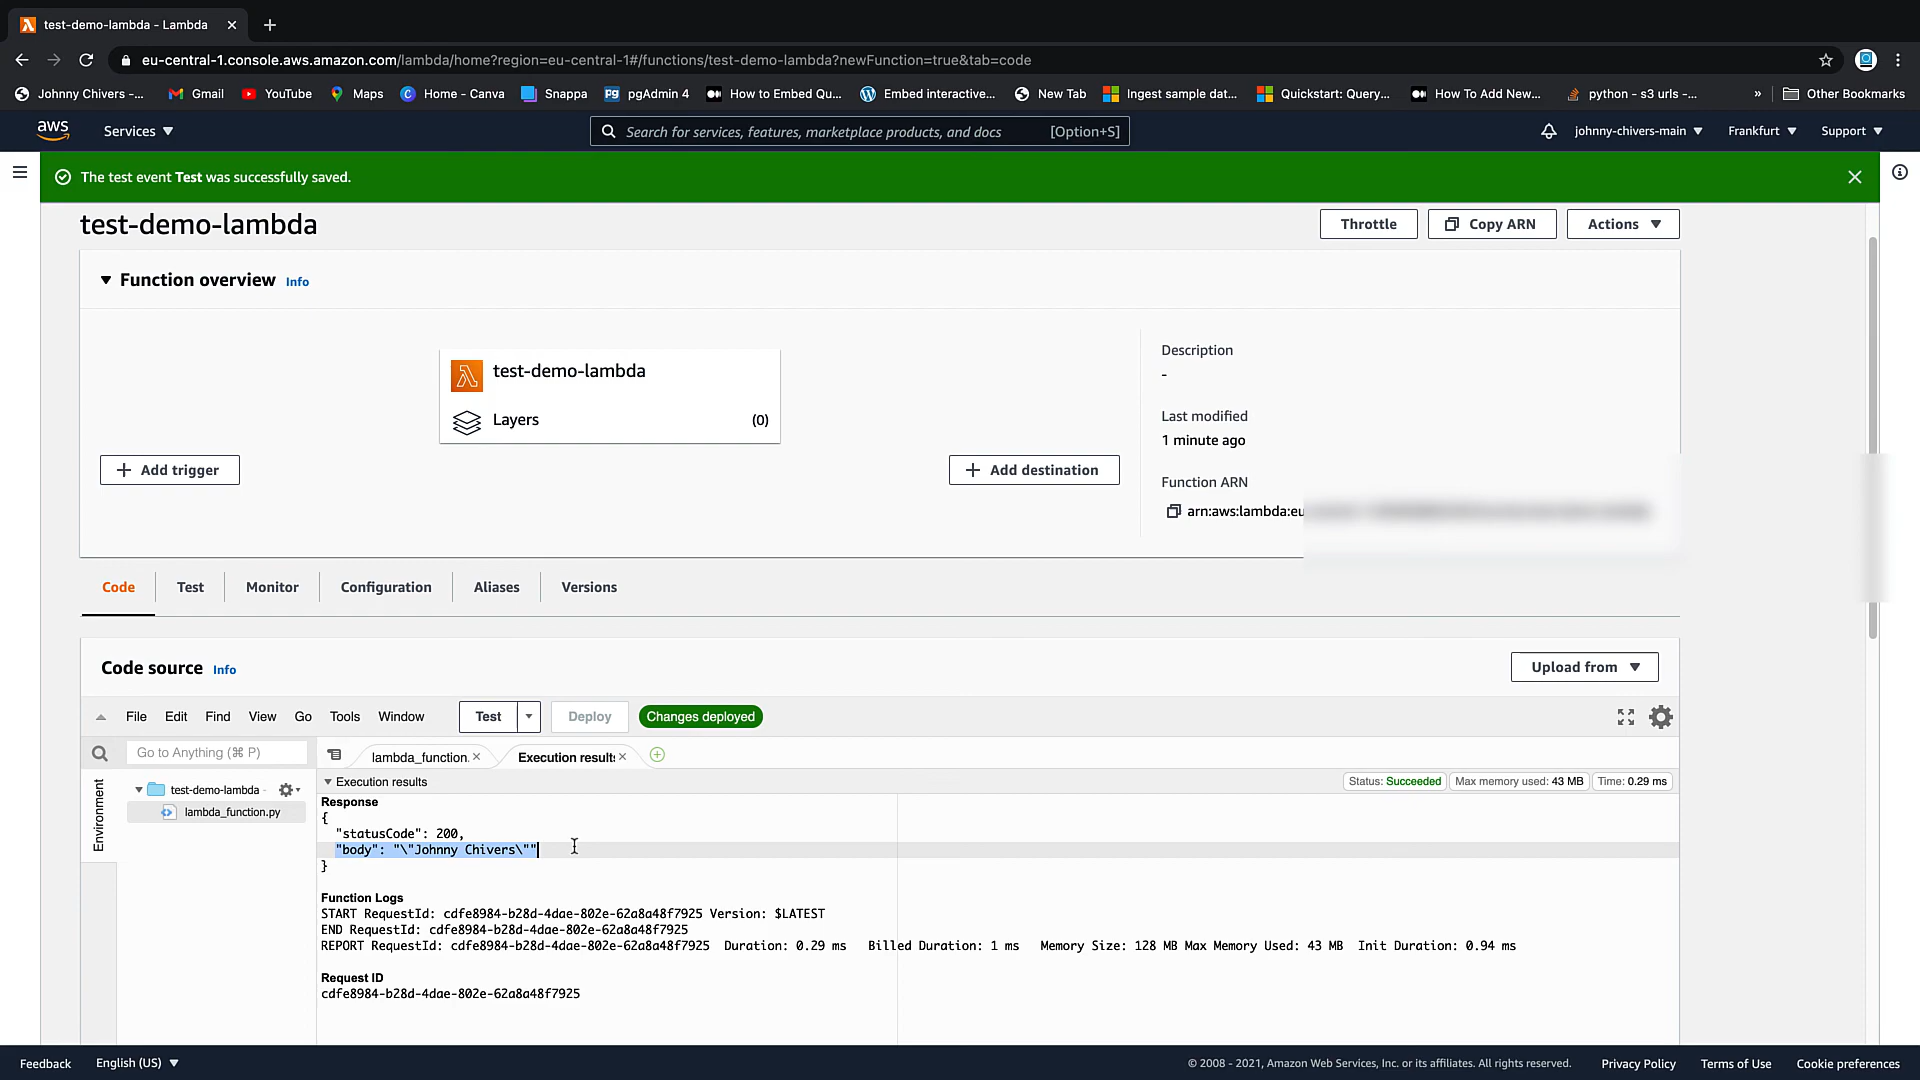 test-demo-lambda - Lambda
eu-central-1.console.aws.amazon.com/lambda/home?region=eu-central-1#/functions/test-demo-lambda?newFunction=true&tab=code
Johnny Chivers -... Gmail YouTube Maps Home - Canva Snappa pgAdmin 4 How to Embed Qu... Embed interactive... New Tab Ingest sample dat... Quickstart: Query... How To Add New... python - s3 urls -... » Other Bookmarks
aws Services Search for services, features, marketplace products, and docs [Option+S] johnny-chivers-main Frankfurt Support
The test event Test was successfully saved.
test-demo-lambda Throttle Copy ARN Actions
Function overview Info
test-demo-lambda
Layers (0)
+ Add trigger
+ Add destination
Description
-
Last modified
1 minute ago
Function ARN
arn:aws:lambda:eu
Code Test Monitor Configuration Aliases Versions
Code source Info Upload from
File Edit Find View Go Tools Window Test Deploy Changes deployed
Go to Anything (⌘ P) lambda_function. Execution results
Environment
test-demo-lambda -
lambda_function.py
Execution results Status: Succeeded Max memory used: 43 MB Time: 0.29 ms
Response
{
"statusCode": 200,
"body": "\"Johnny Chivers\""
}
Function Logs
START RequestId: cdfe8984-b28d-4dae-802e-62a8a48f7925 Version: $LATEST
END RequestId: cdfe8984-b28d-4dae-802e-62a8a48f7925
REPORT RequestId: cdfe8984-b28d-4dae-802e-62a8a48f7925 Duration: 0.29 ms Billed Duration: 1 ms Memory Size: 128 MB Max Memory Used: 43 MB Init Duration: 0.94 ms
Request ID
cdfe8984-b28d-4dae-802e-62a8a48f7925
Feedback English (US) © 2008 - 2021, Amazon Web Services, Inc. or its affiliates. All rights reserved. Privacy Policy Terms of Use Cookie preferences